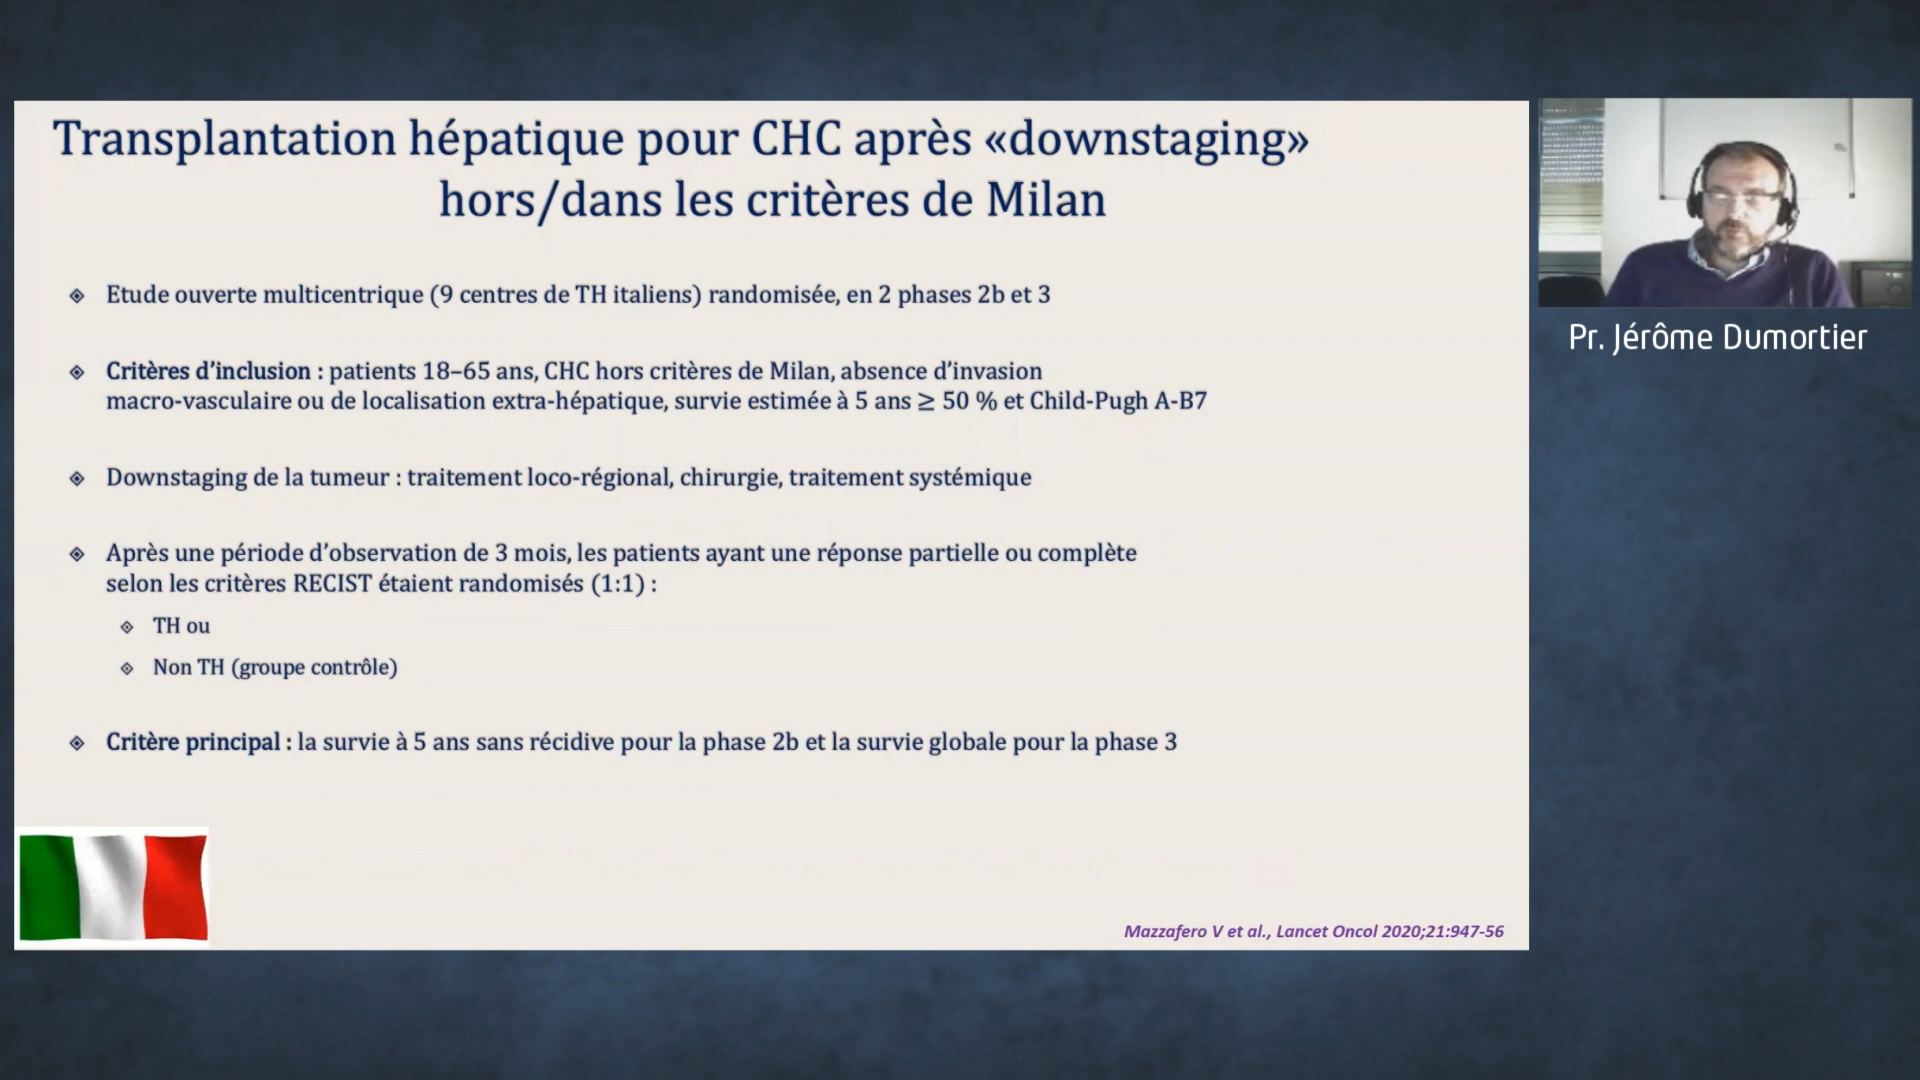 Transplantation hépatique pour CHC après «downstaging»
hors/dans les critères de Milan
Etude ouverte multicentrique (9 centres de TH italiens) randomisée, en 2 phases 2b et 3
Critères d’inclusion : patients 18–65 ans, CHC hors critères de Milan, absence d’invasion
macro-vasculaire ou de localisation extra-hépatique, survie estimée à 5 ans ≥ 50 % et Child-Pugh A-B7
Downstaging de la tumeur : traitement loco-régional, chirurgie, traitement systémique
Après une période d’observation de 3 mois, les patients ayant une réponse partielle ou complète
selon les critères RECIST étaient randomisés (1:1) :
TH ou
Non TH (groupe contrôle)
Critère principal : la survie à 5 ans sans récidive pour la phase 2b et la survie globale pour la phase 3
Mazzafero V et al., Lancet Oncol 2020;21:947-56
Pr. Jérôme Dumortier